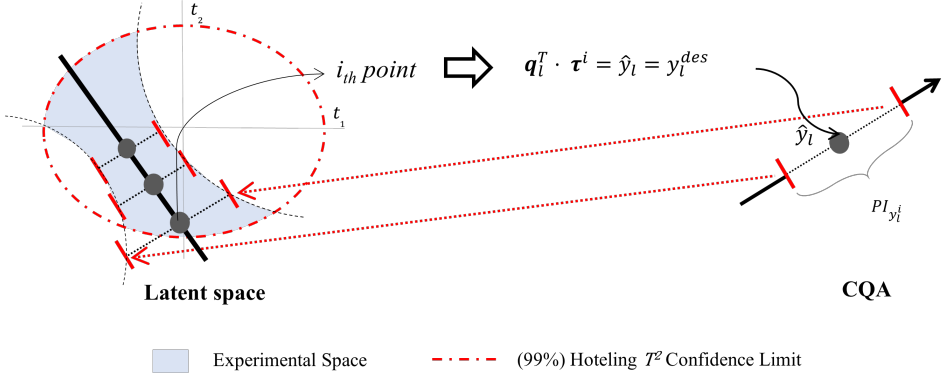 t₂
i_th point
q_l^T · τ^i = ŷ_l = y_l^des
t₁
ŷ_l
PI_{y_l^i}
Latent space
CQA
Experimental Space
(99%) Hoteling T² Confidence Limit